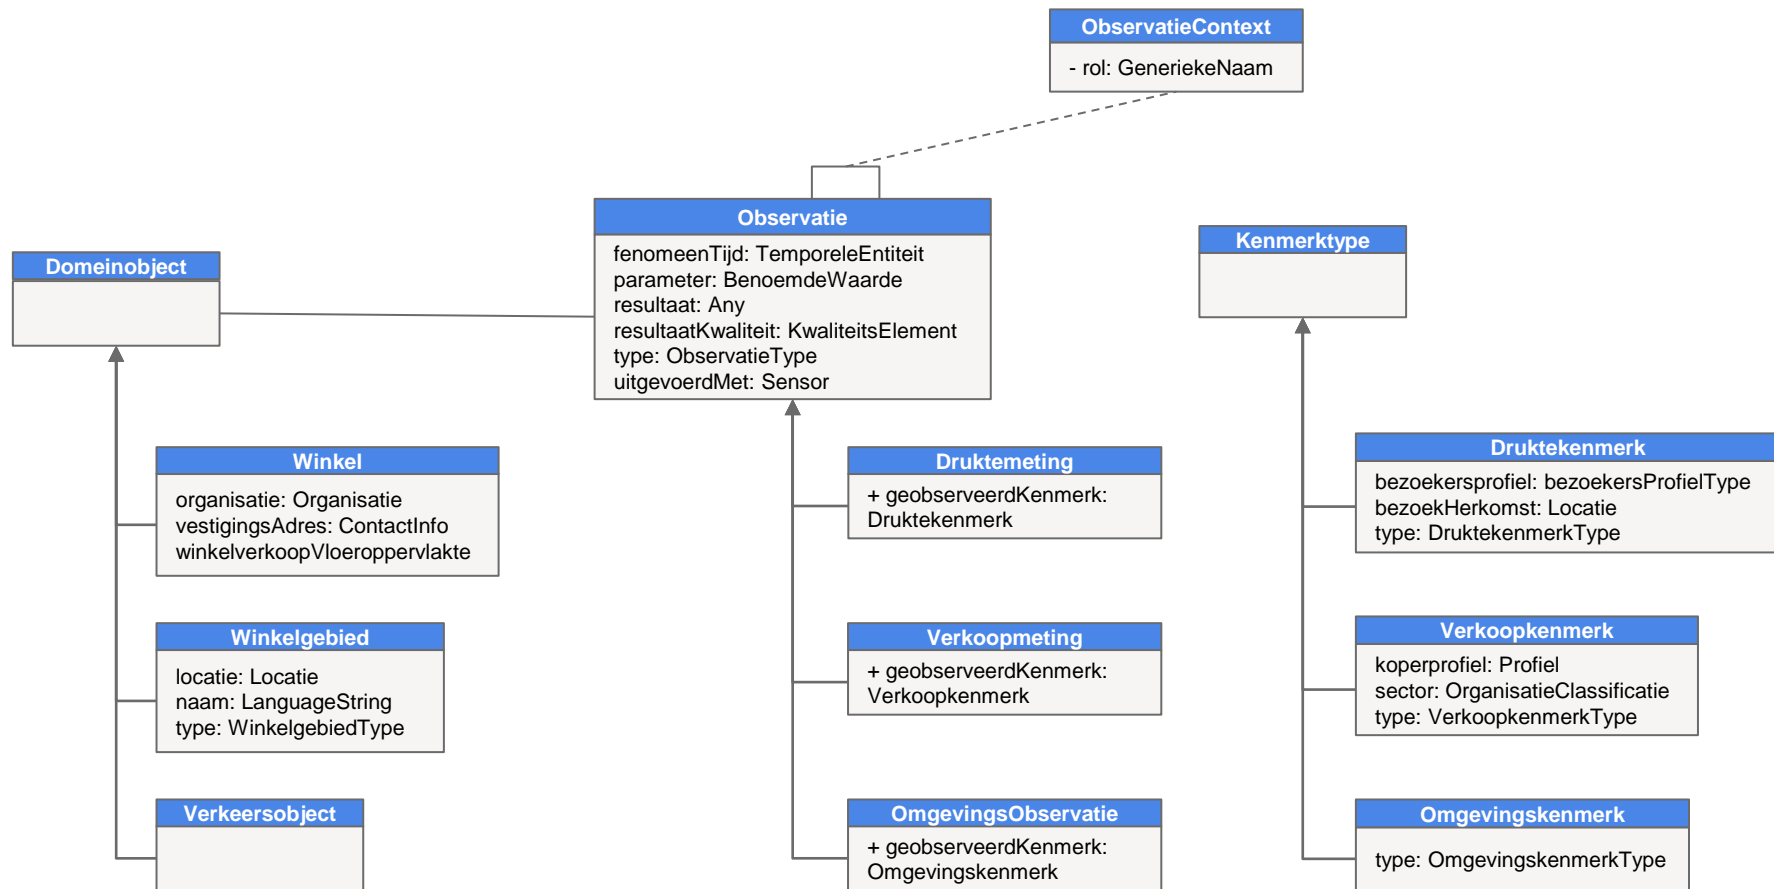 ObservatieContext
- rol: GeneriekeNaam
Observatie
fenomeenTijd: TemporeleEntiteit
parameter: BenoemdeWaarde
resultaat: Any
resultaatKwaliteit: KwaliteitsElement
type: ObservatieType
uitgevoerdMet: Sensor
Kenmerktype
Domeinobject
Winkel
organisatie: Organisatie
vestigingsAdres: ContactInfo
winkelverkoopVloeroppervlakte
Druktemeting
+ geobserveerdKenmerk:
Druktekenmerk
Druktekenmerk
bezoekersprofiel: bezoekersProfielType
bezoekHerkomst: Locatie
type: DruktekenmerkType
Winkelgebied
locatie: Locatie
naam: LanguageString
type: WinkelgebiedType
Verkoopmeting
+ geobserveerdKenmerk:
Verkoopkenmerk
Verkoopkenmerk
koperprofiel: Profiel
sector: OrganisatieClassificatie
type: VerkoopkenmerkType
Verkeersobject
OmgevingsObservatie
+ geobserveerdKenmerk:
Omgevingskenmerk
Omgevingskenmerk
type: OmgevingskenmerkType